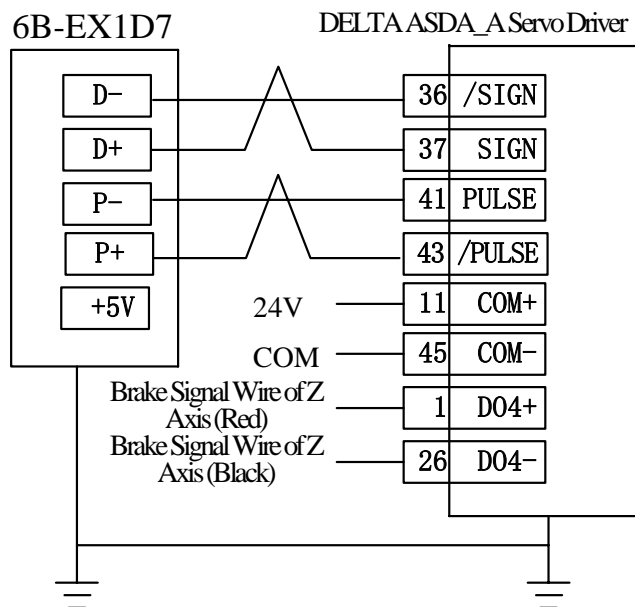 6B-EX1D7
DELTA ASDA_A Servo Driver
D-
36 /SIGN
D+
37 SIGN
P-
41 PULSE
P+
43 /PULSE
+5V
24V
11 COM+
COM
45 COM-
Brake Signal Wire of Z
Axis (Red)
1 DO4+
Brake Signal Wire of Z
Axis (Black)
26 DO4-